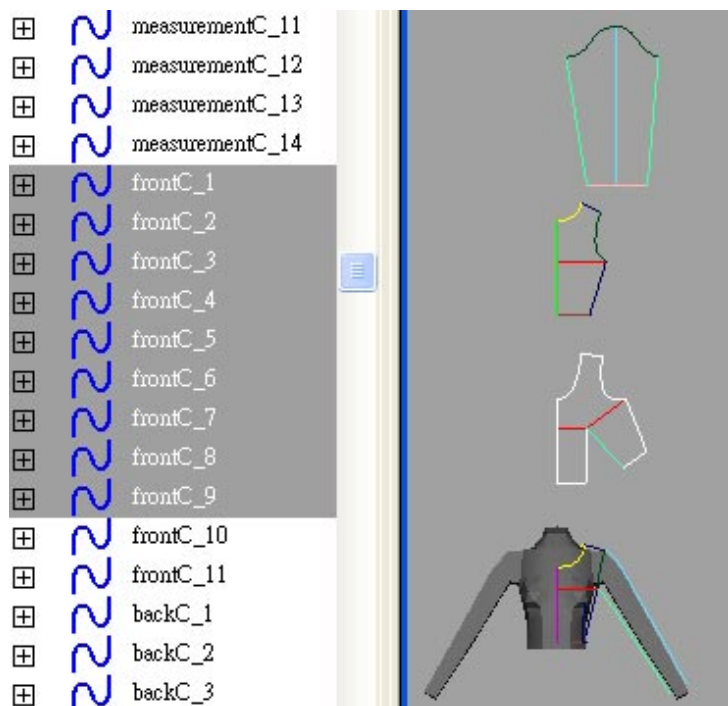 measurementC_11
measurementC_12
measurementC_13
measurementC_14
frontC_1
frontC_2
frontC_3
frontC_4
frontC_5
frontC_6
frontC_7
frontC_8
frontC_9
frontC_10
frontC_11
backC_1
backC_2
backC_3